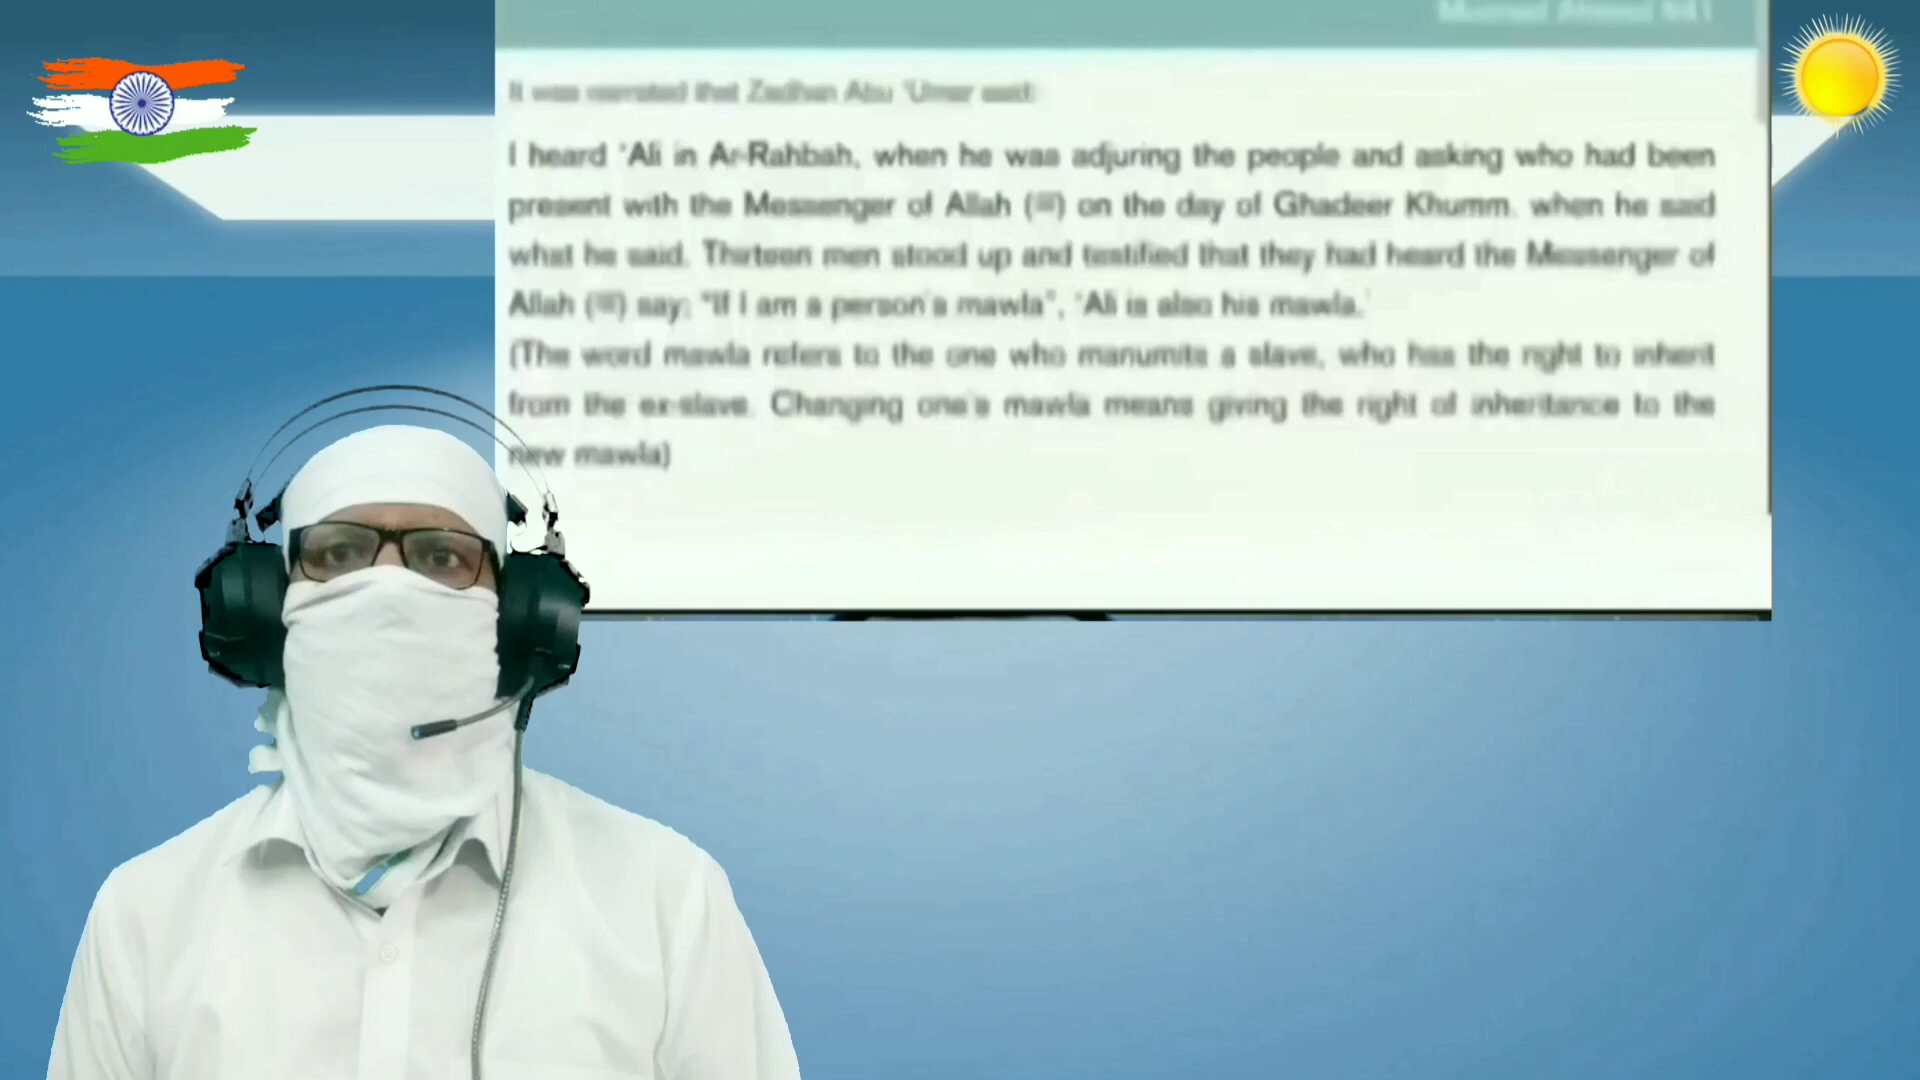 Musnad Ahmed 641
It was narrated that Zadhan Abu 'Umar said:
I heard 'Ali in Ar-Rahbah, when he was adjuring the people and asking who had been
present with the Messenger of Allah (ﷺ) on the day of Ghadeer Khumm, when he said
what he said. Thirteen men stood up and testified that they had heard the Messenger of
Allah (ﷺ) say: "If I am a person's mawla", 'Ali is also his mawla.'
(The word mawla refers to the one who manumits a slave, who has the right to inherit
from the ex-slave. Changing one's mawla means giving the right of inheritance to the
new mawla)